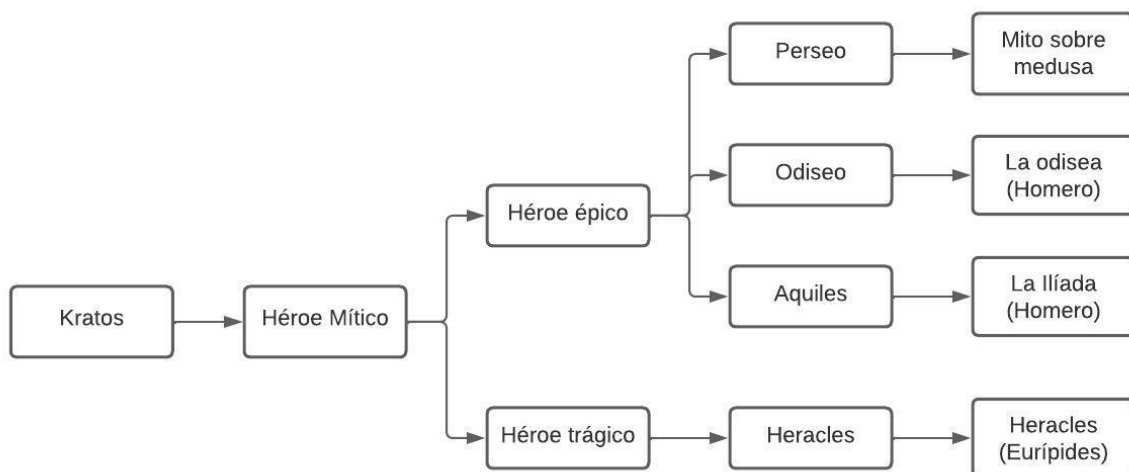 Kratos
Héroe Mítico
Héroe épico
Perseo
Mito sobre
medusa
Odiseo
La odisea
(Homero)
Aquiles
La Ilíada
(Homero)
Héroe trágico
Heracles
Heracles
(Eurípides)